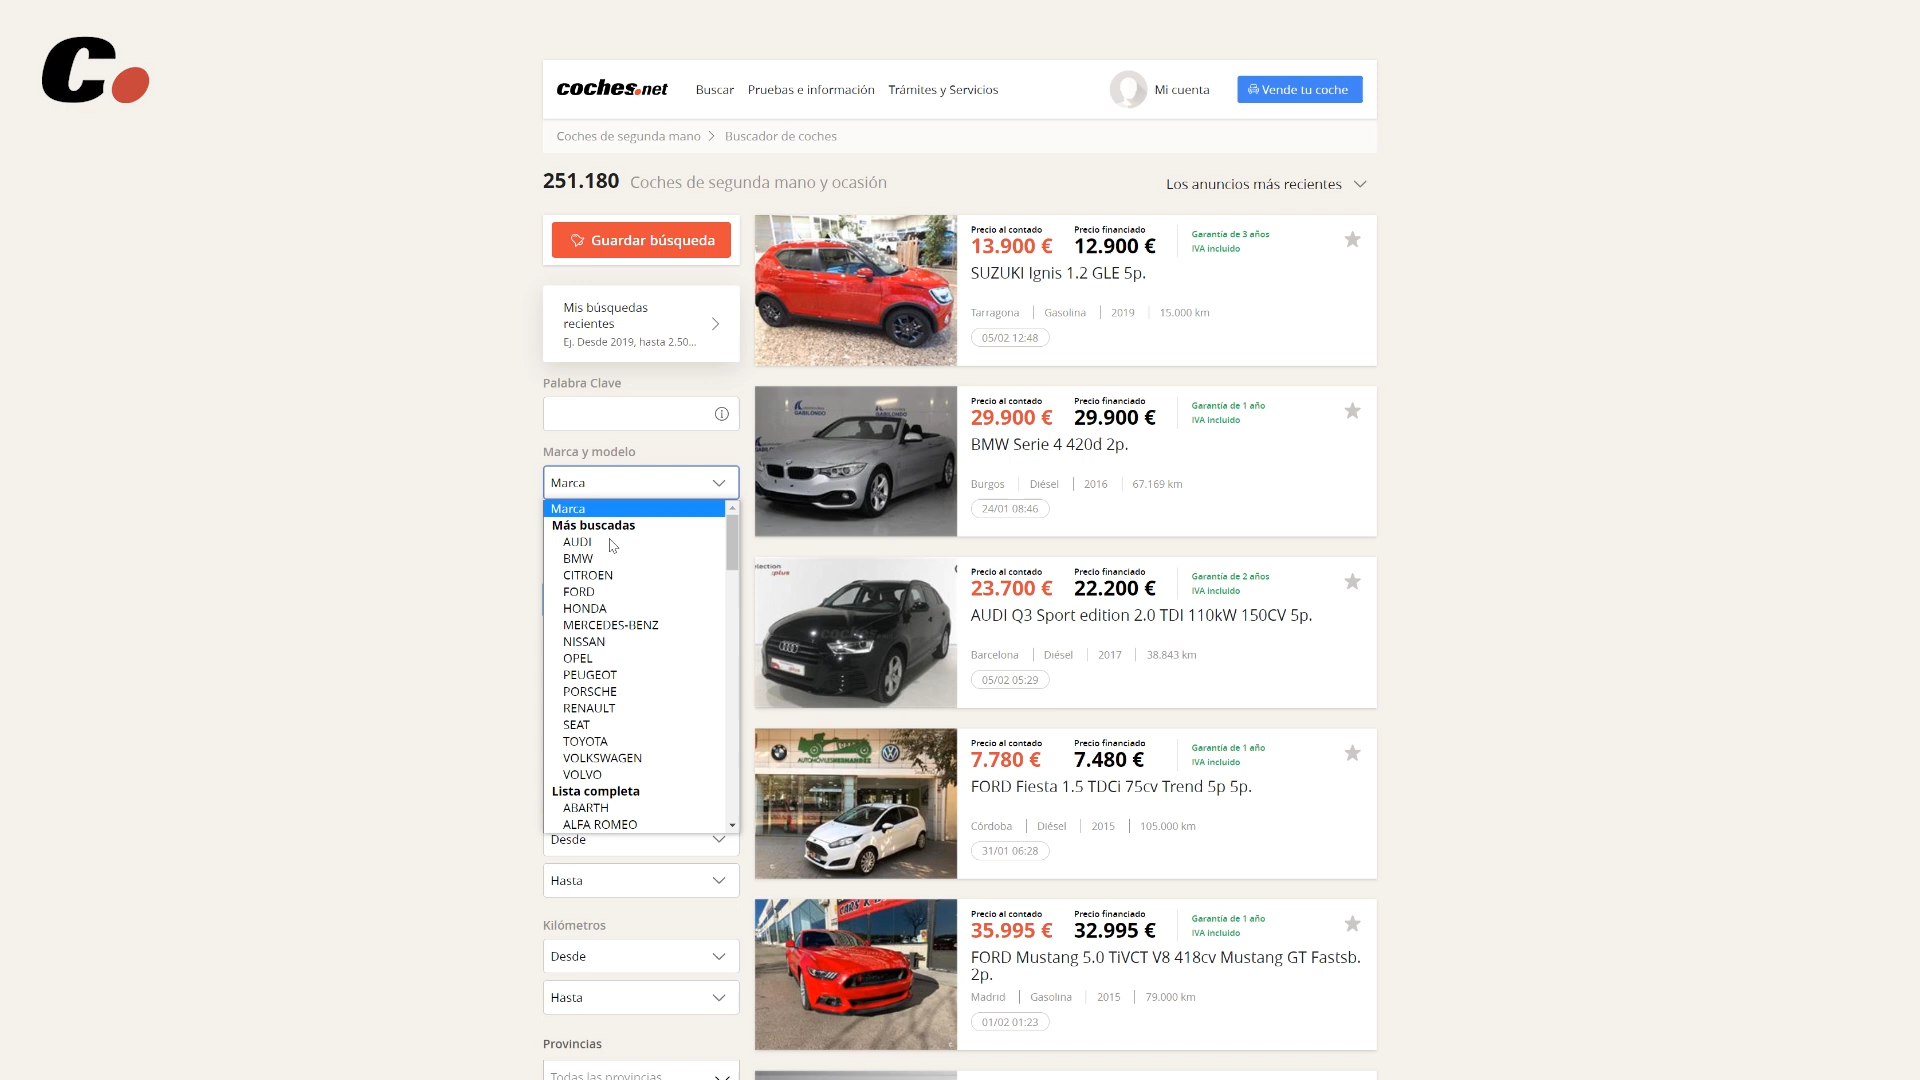 C.
coches.net
Buscar
Pruebas e información
Trámites y Servicios
Mi cuenta
Vende tu coche
Coches de segunda mano
Buscador de coches
251.180 Coches de segunda mano y ocasión
Los anuncios más recientes
Guardar búsqueda
Mis búsquedas
recientes
Ej. Desde 2019, hasta 2.50...
Palabra Clave
Marca y modelo
Marca
Marca
Más buscadas
AUDI
BMW
CITROEN
FORD
HONDA
MERCEDES-BENZ
NISSAN
OPEL
PEUGEOT
PORSCHE
RENAULT
SEAT
TOYOTA
VOLKSWAGEN
VOLVO
Lista completa
ABARTH
ALFA ROMEO
Desde
Hasta
Kilómetros
Desde
Hasta
Provincias
Todas las provincias
Precio al contado
13.900 €
Precio financiado
12.900 €
Garantía de 3 años
IVA incluido
SUZUKI Ignis 1.2 GLE 5p.
Tarragona
Gasolina
2019
15.000 km
05/02 12:48
Precio al contado
29.900 €
Precio financiado
29.900 €
Garantía de 1 año
IVA incluido
BMW Serie 4 420d 2p.
Burgos
Diésel
2016
67.169 km
24/01 08:46
Precio al contado
23.700 €
Precio financiado
22.200 €
Garantía de 2 años
IVA incluido
AUDI Q3 Sport edition 2.0 TDI 110kW 150CV 5p.
Barcelona
Diésel
2017
38.843 km
05/02 05:29
Precio al contado
7.780 €
Precio financiado
7.480 €
Garantía de 1 año
IVA incluido
FORD Fiesta 1.5 TDCi 75cv Trend 5p 5p.
Córdoba
Diésel
2015
105.000 km
31/01 06:28
Precio al contado
35.995 €
Precio financiado
32.995 €
Garantía de 1 año
IVA incluido
FORD Mustang 5.0 TiVCT V8 418cv Mustang GT Fastsb.
2p.
Madrid
Gasolina
2015
79.000 km
01/02 01:23